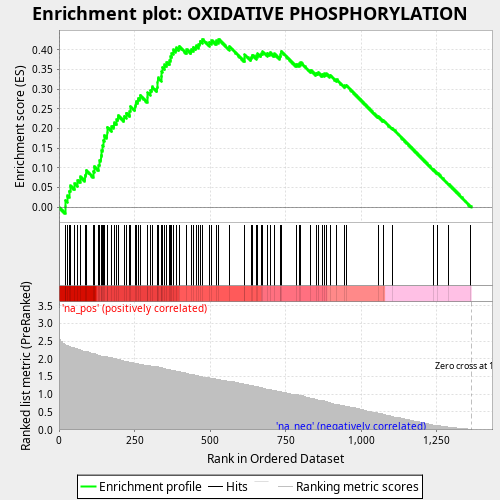 Enrichment plot: OXIDATIVE PHOSPHORYLATION
Enrichment score (ES)
0.40
0.35
0.30
0.25
0.20
0.15
0.10
0.05
0.00
'na_pos' (positively correlated)
Ranked list metric (PreRanked)
3.5
3.0
2.5
2.0
1.5
1.0
0.5
0.0
Zero cross at 1
'na_neg' (negatively correlated)
0 250 500 750 1,000 1,250
Rank in Ordered Dataset
Enrichment profile Hits Ranking metric scores